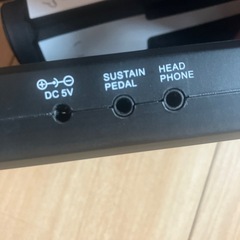 DC 5V
SUSTAIN
PEDAL
HEAD
PHONE